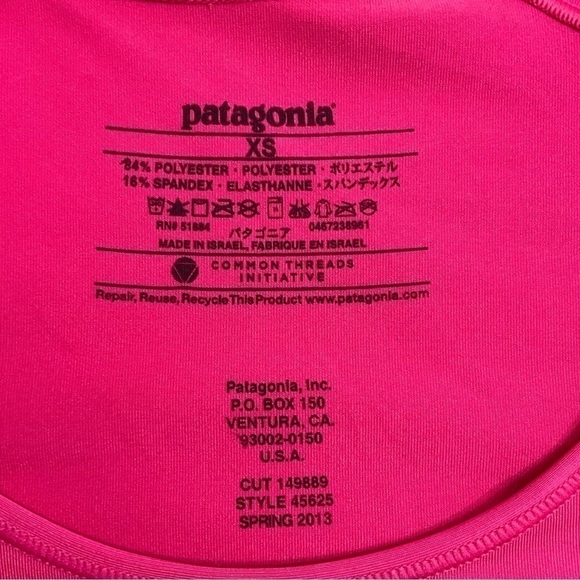 patagonia
XS
84% POLYESTER · POLYESTER · ポリエステル
16% SPANDEX · ELASTHANNE · スパンデックス
RN# 51884 パタゴニア 0467238961
MADE IN ISRAEL, FABRIQUE EN ISRAEL
COMMON THREADS
INITIATIVE
Repair, Reuse, Recycle This Product www.patagonia.com
Patagonia, Inc.
P.O. BOX 150
VENTURA, CA.
93002-0150
U.S.A.
CUT 149889
STYLE 45625
SPRING 2013